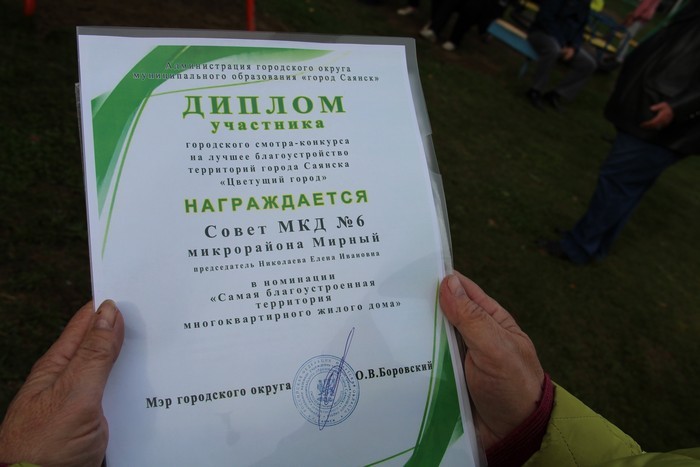 Администрация городского округа
муниципального образования «город Саянск»
ДИПЛОМ
участника
городского смотра-конкурса
на лучшее благоустройство
территорий города Саянска
«Цветущий город»
НАГРАЖДАЕТСЯ
Совет МКД №6
микрорайона Мирный
председатель Николаева Елена Ивановна
в номинации
«Самая благоустроенная
территория
многоквартирного жилого дома»
Мэр городского округа О.В.Боровский